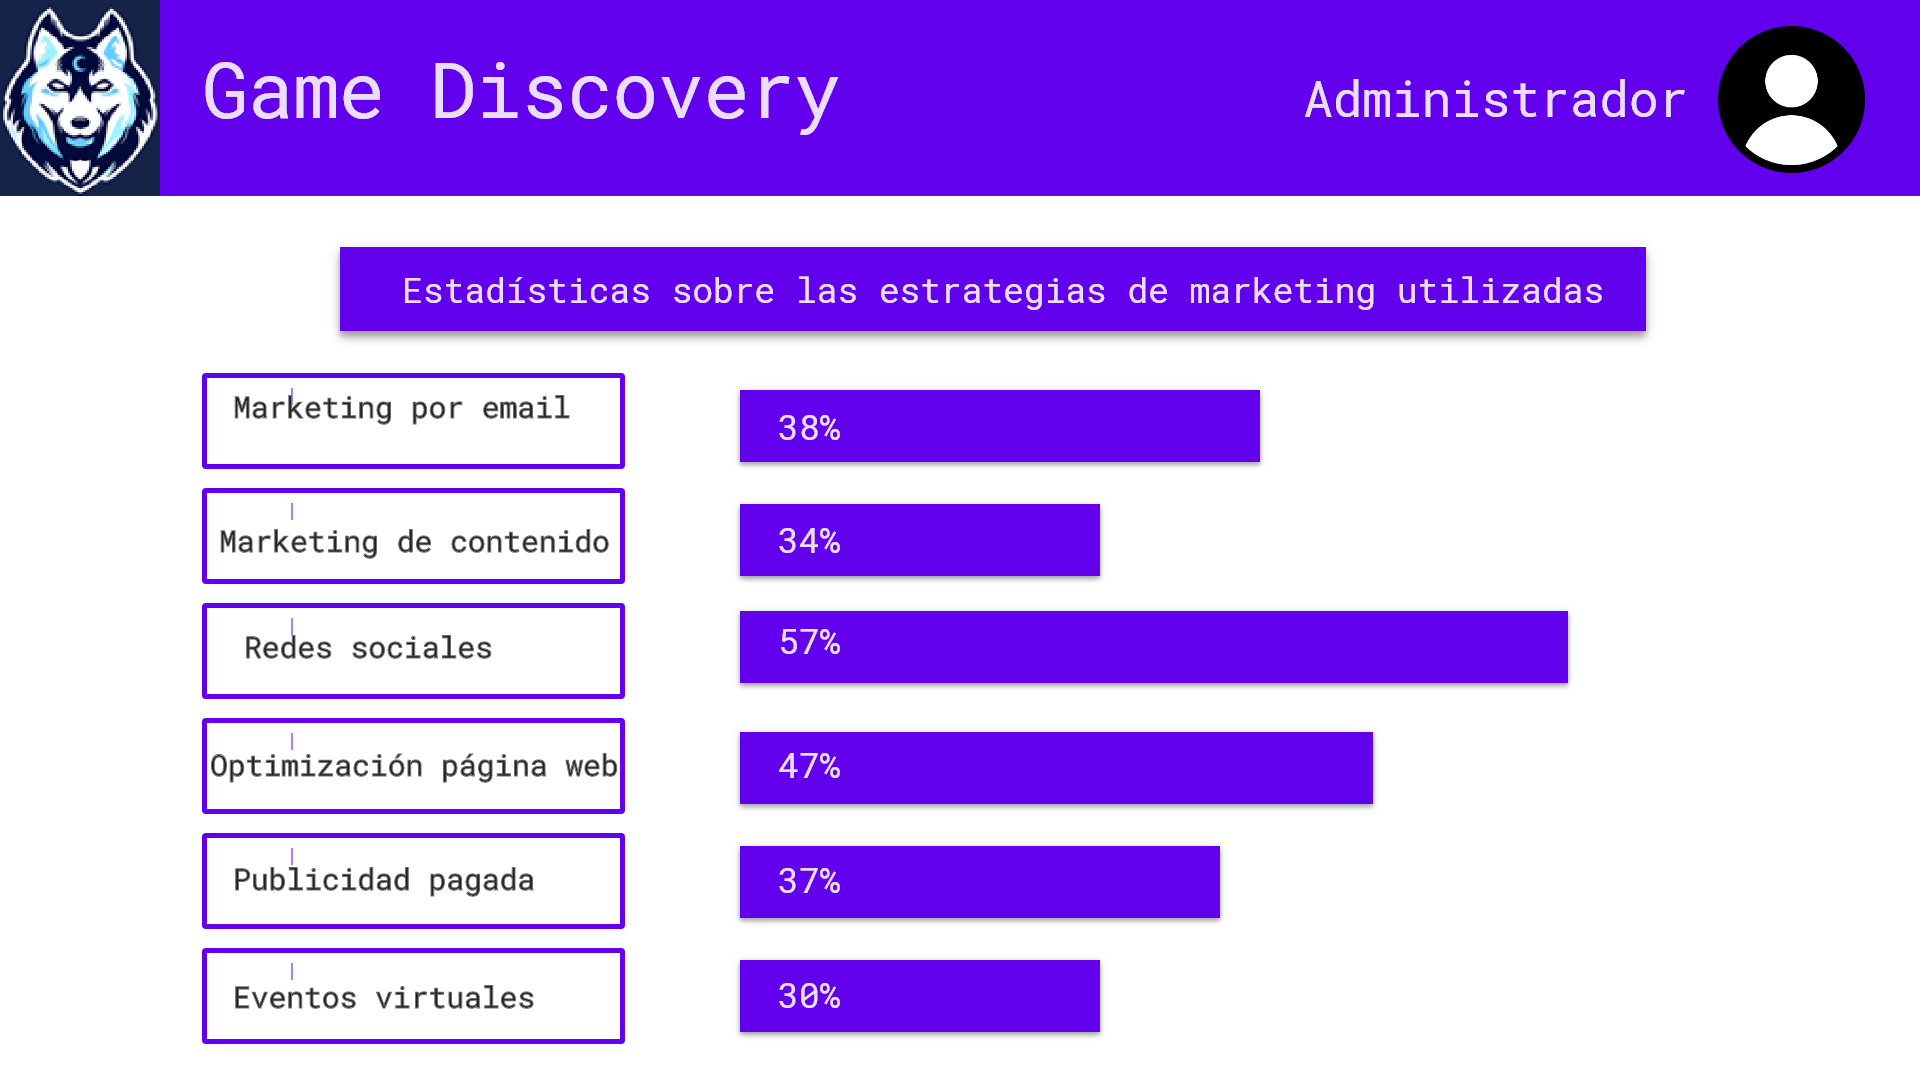 Game Discovery
Administrador
Estadísticas sobre las estrategias de marketing utilizadas
Marketing por email
38%
Marketing de contenido
34%
Redes sociales
57%
Optimización página web
47%
Publicidad pagada
37%
Eventos virtuales
30%